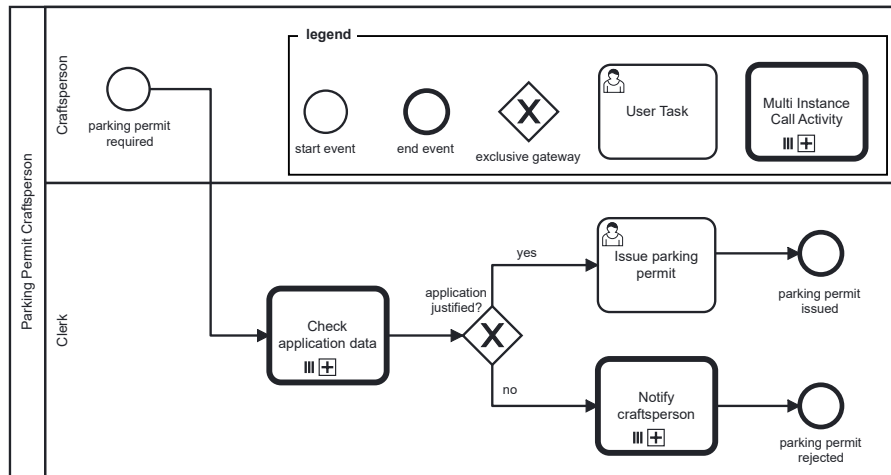 Parking Permit Craftsperson
Craftsperson
parking permit
required
legend
start event
end event
X
exclusive gateway
User Task
Multi Instance
Call Activity
Clerk
Check
application data
application
justified?
X
yes
Issue parking
permit
parking permit
issued
no
Notify
craftsperson
parking permit
rejected